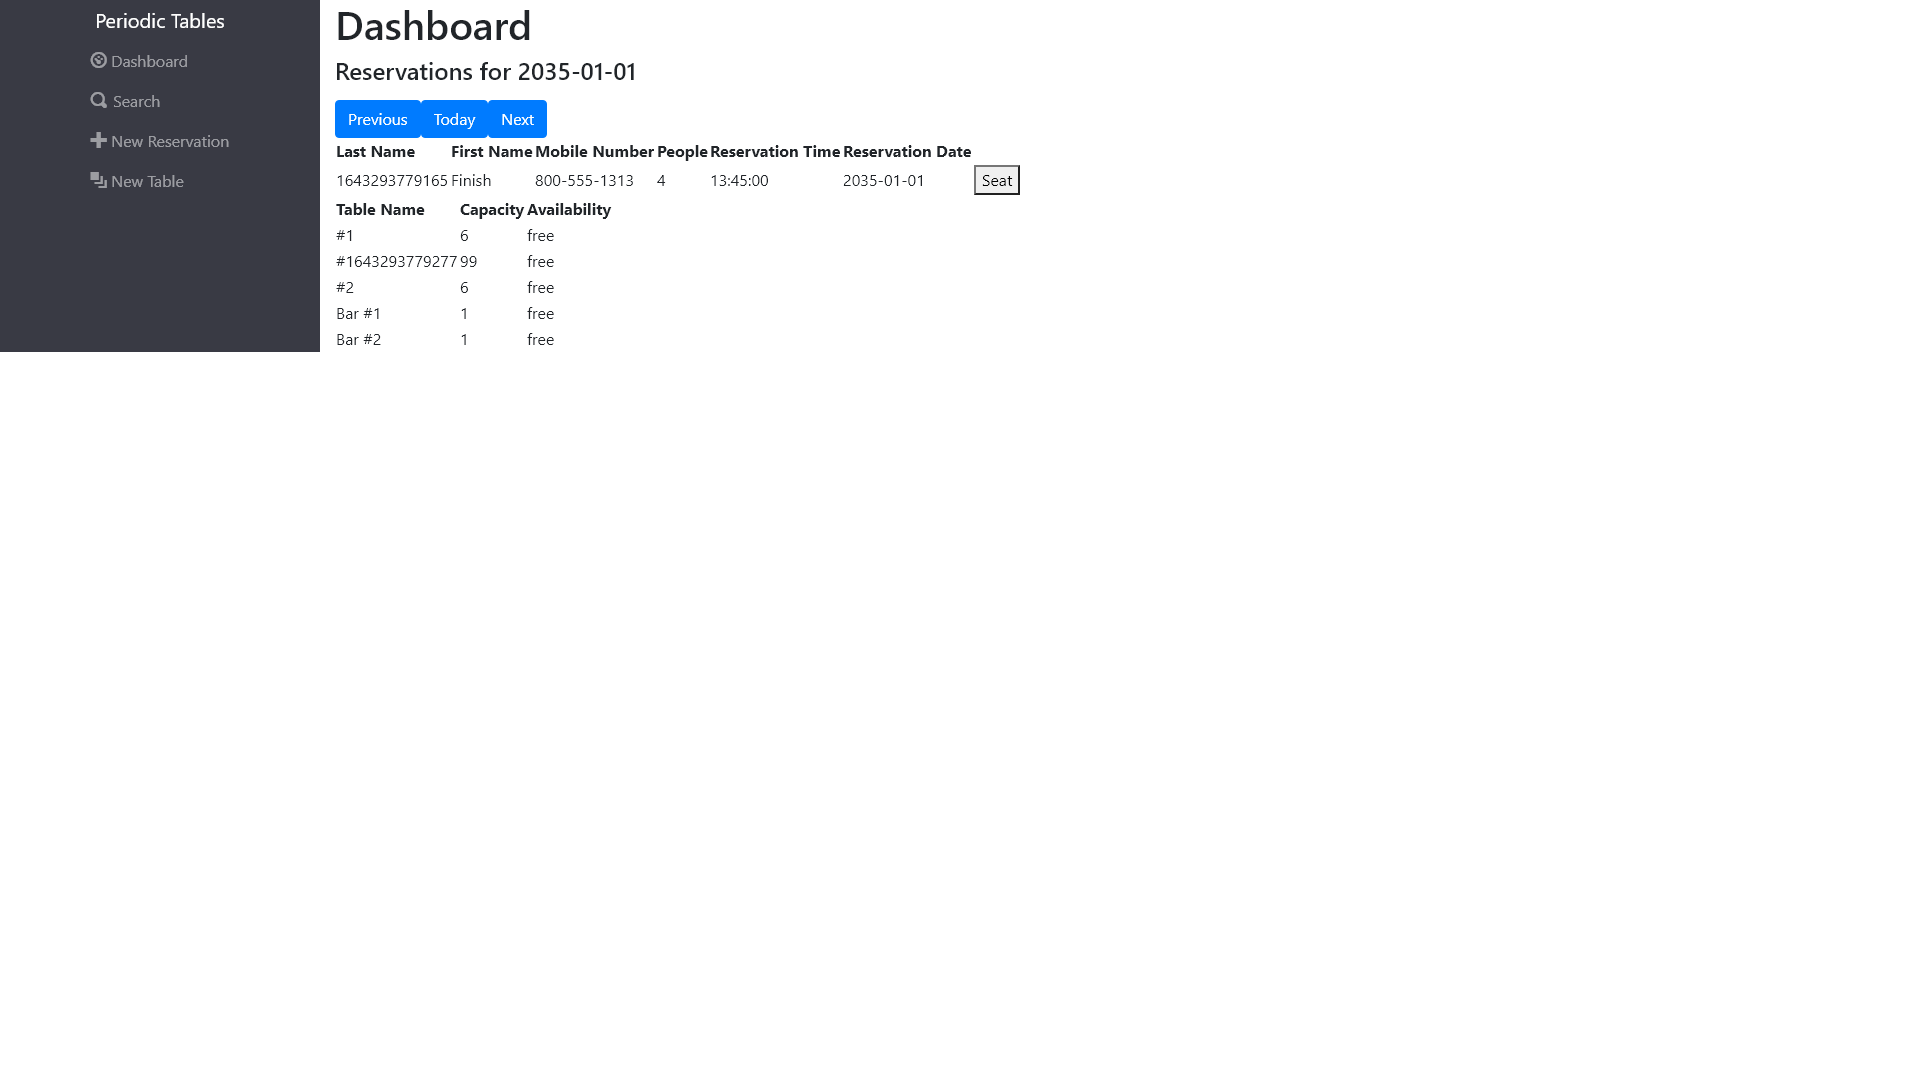 Periodic Tables
Dashboard
Search
New Reservation
New Table
Dashboard
Reservations for 2035-01-01
Previous Today Next
Last Name First Name Mobile Number People Reservation Time Reservation Date
1643293779165 Finish 800-555-1313 4 13:45:00 2035-01-01 Seat
Table Name Capacity Availability
#1 6 free
#1643293779277 99 free
#2 6 free
Bar #1 1 free
Bar #2 1 free